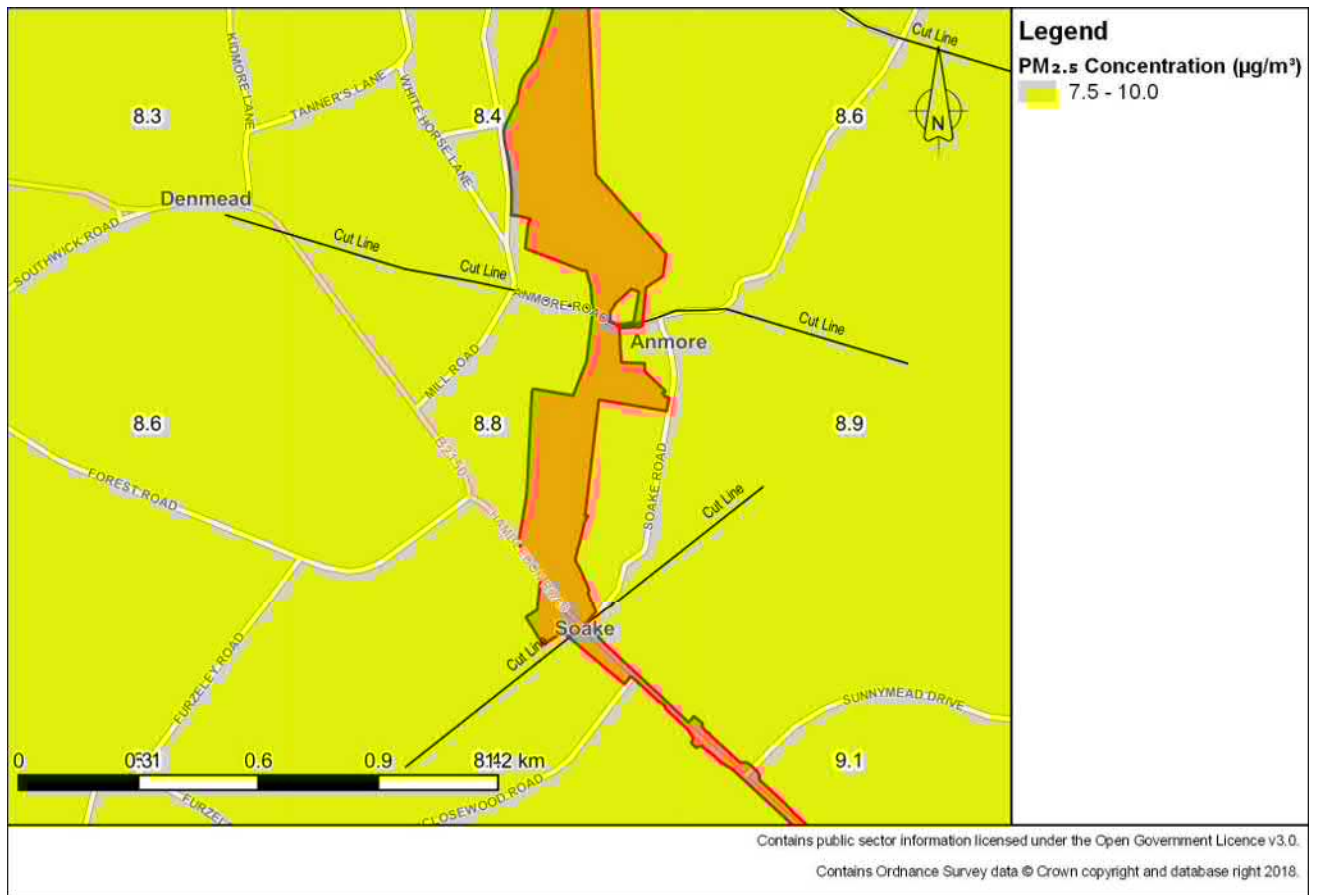 Legend
PM2.5 Concentration (µg/m³)
7.5 - 10.0
Cut Line
KIDMORE LANE
TANNER'S LANE
WHITE HORSE LANE
8.3
8.4
8.6
N
Denmead
SOUTHWICK ROAD
Cut Line
Cut Line
ANMORE ROAD
Cut Line
Anmore
MILL ROAD
8.6
8.8
8.9
B2150
FOREST ROAD
SOAKE ROAD
Cut Line
Soake
Cut Line
FURZELEY ROAD
SUNNYMEAD DRIVE
0
0.6
0.9
km
9.1
CLOSEWOOD ROAD
Contains public sector information licensed under the Open Government Licence v3.0.
Contains Ordnance Survey data © Crown copyright and database right 2018.